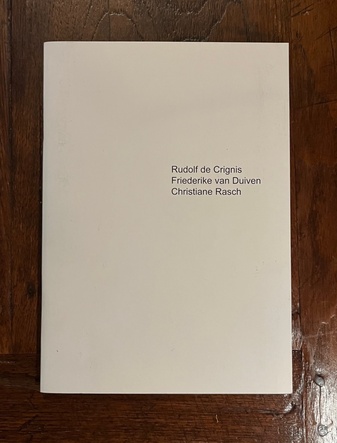 Rudolf de Crignis
Friederike van Duiven
Christiane Rasch